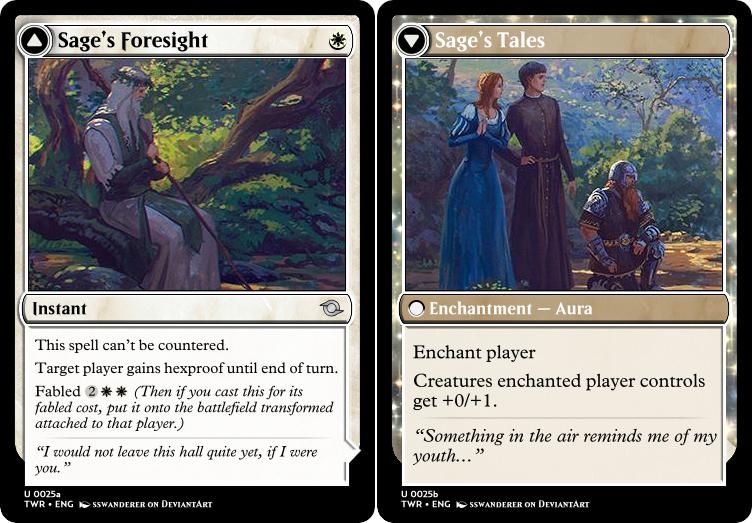 Sage's Foresight
Instant
This spell can't be countered.
Target player gains hexproof until end of turn.
Fabled 2 (Then if you cast this for its
fabled cost, put it onto the battlefield transformed
attached to that player.)
“I would not leave this hall quite yet, if I were
you.”
U 0025a
TWR • ENG SSWANDERER ON DEVIANTART
Sage's Tales
Enchantment — Aura
Enchant player
Creatures enchanted player controls
get +0/+1.
“Something in the air reminds me of my
youth…”
U 0025b
TWR • ENG SSWANDERER ON DEVIANTART